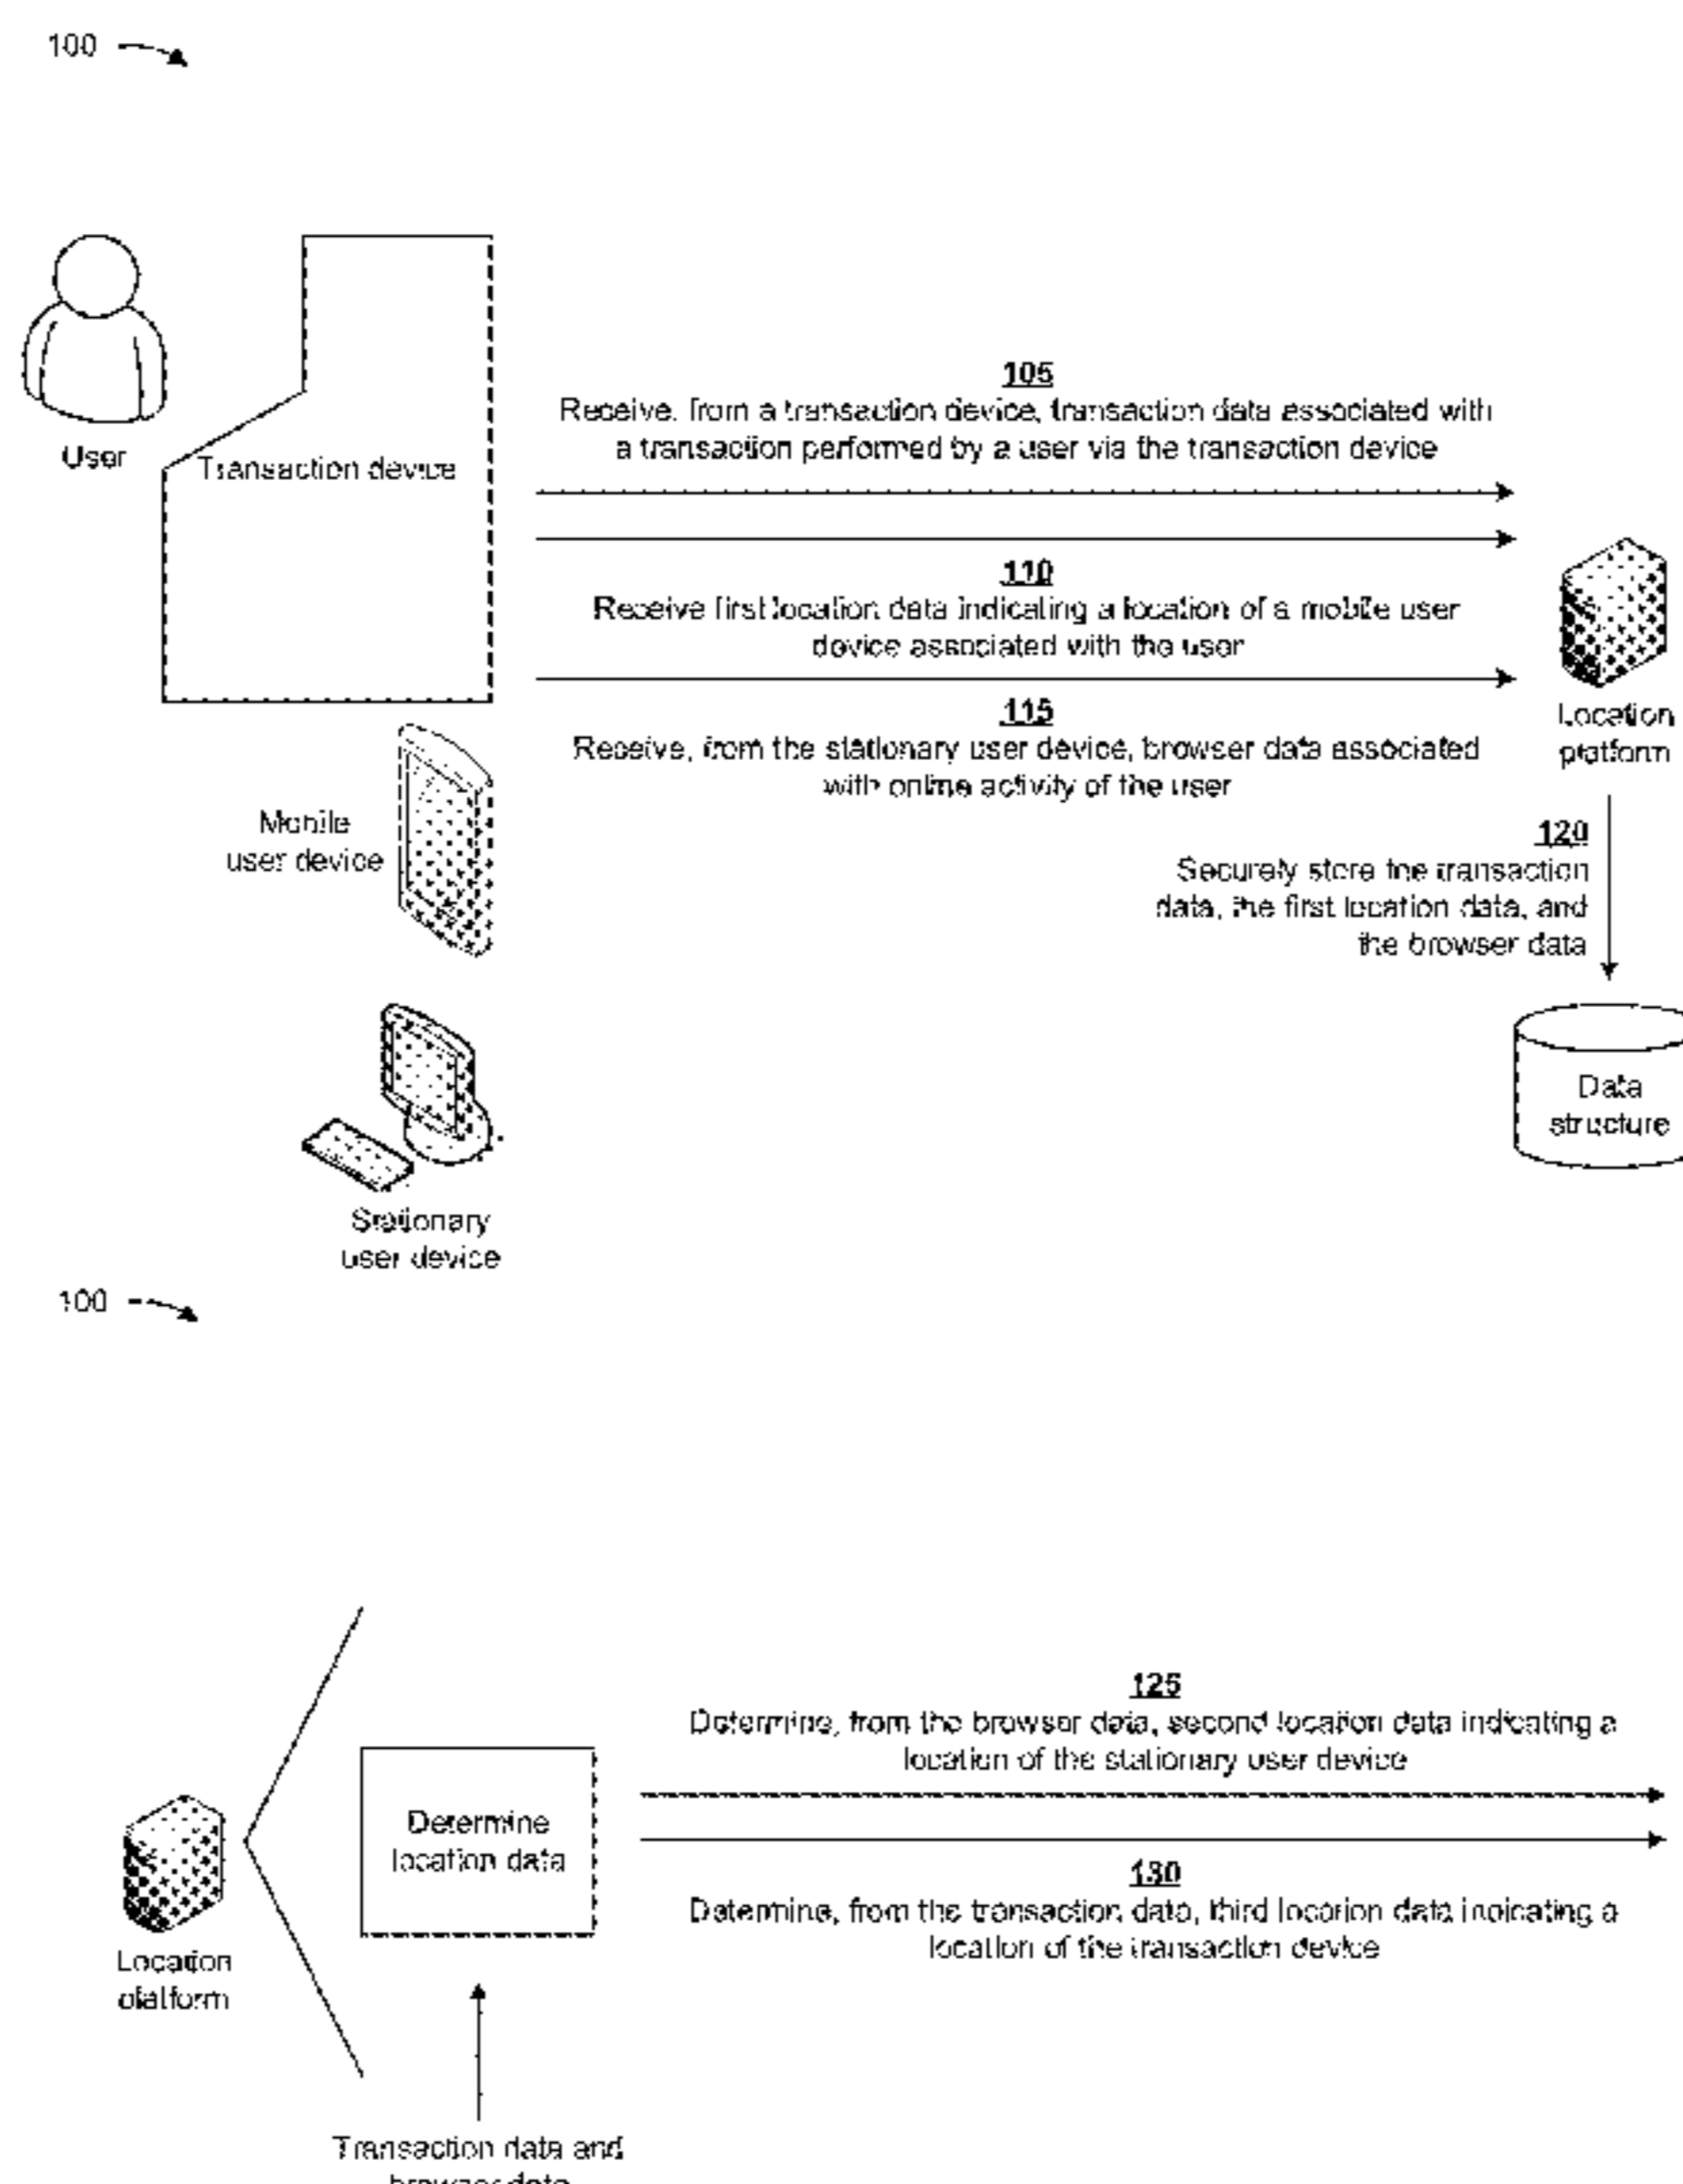 100
User
Transaction device
105
Receive, from a transaction device, transaction data associated with
a transaction performed by a user via the transaction device
110
Receive first location data indicating a location of a mobile user
device associated with the user
115
Receive, from the stationary user device, browser data associated
with online activity of the user
Location
platform
Mobile
user device
120
Securely store the transaction
data, the first location data, and
the browser data
Data
structure
Stationary
user device
100
125
Determine, from the browser data, second location data indicating a
location of the stationary user device
Determine
location data
130
Determine, from the transaction data, third location data indicating a
location of the transaction device
Location
platform
Transaction data and
browser data